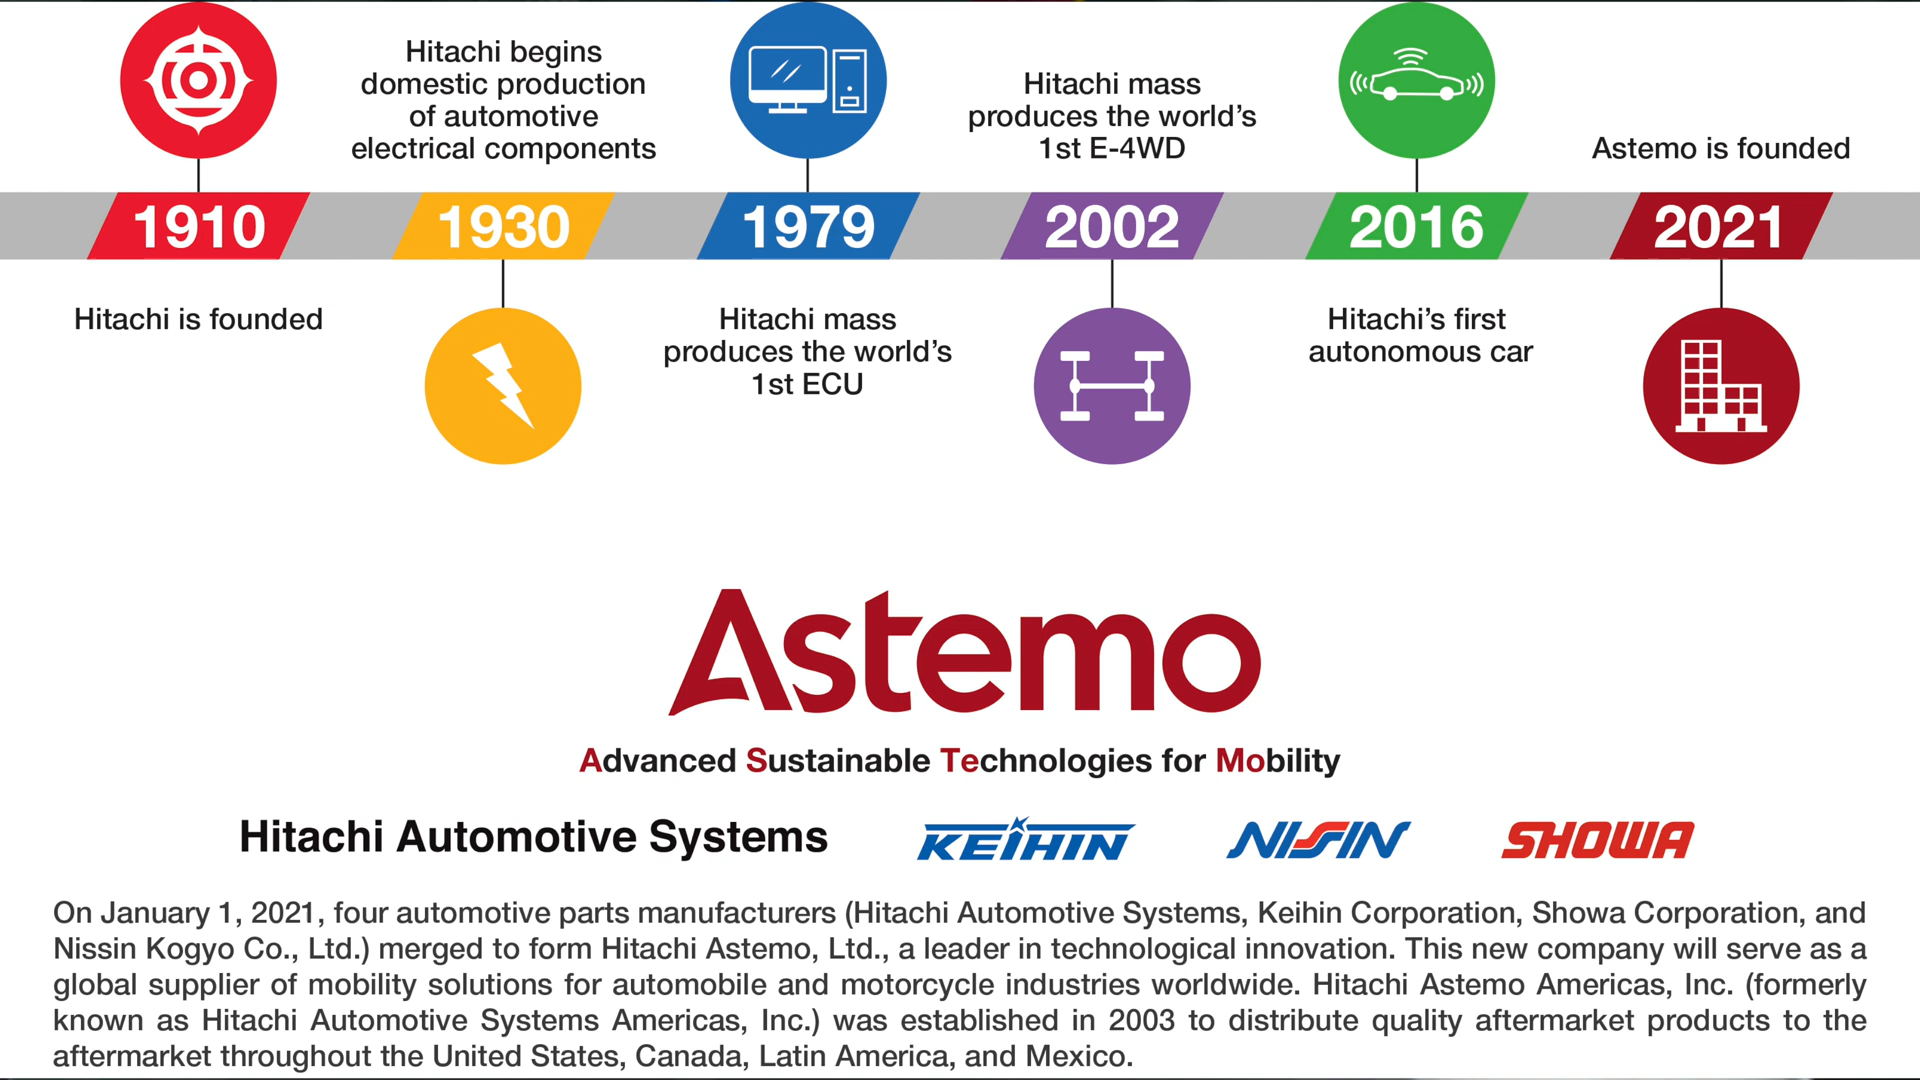 Hitachi begins
domestic production
of automotive
electrical components
Hitachi mass
produces the world's
1st E-4WD
Astemo is founded
1910 1930 1979 2002 2016 2021
Hitachi is founded
Hitachi mass
produces the world's
1st ECU
Hitachi's first
autonomous car
Astemo
Advanced Sustainable Technologies for Mobility
Hitachi Automotive Systems KEIHIN NISSIN SHOWA
On January 1, 2021, four automotive parts manufacturers (Hitachi Automotive Systems, Keihin Corporation, Showa Corporation, and
Nissin Kogyo Co., Ltd.) merged to form Hitachi Astemo, Ltd., a leader in technological innovation. This new company will serve as a
global supplier of mobility solutions for automobile and motorcycle industries worldwide. Hitachi Astemo Americas, Inc. (formerly
known as Hitachi Automotive Systems Americas, Inc.) was established in 2003 to distribute quality aftermarket products to the
aftermarket throughout the United States, Canada, Latin America, and Mexico.